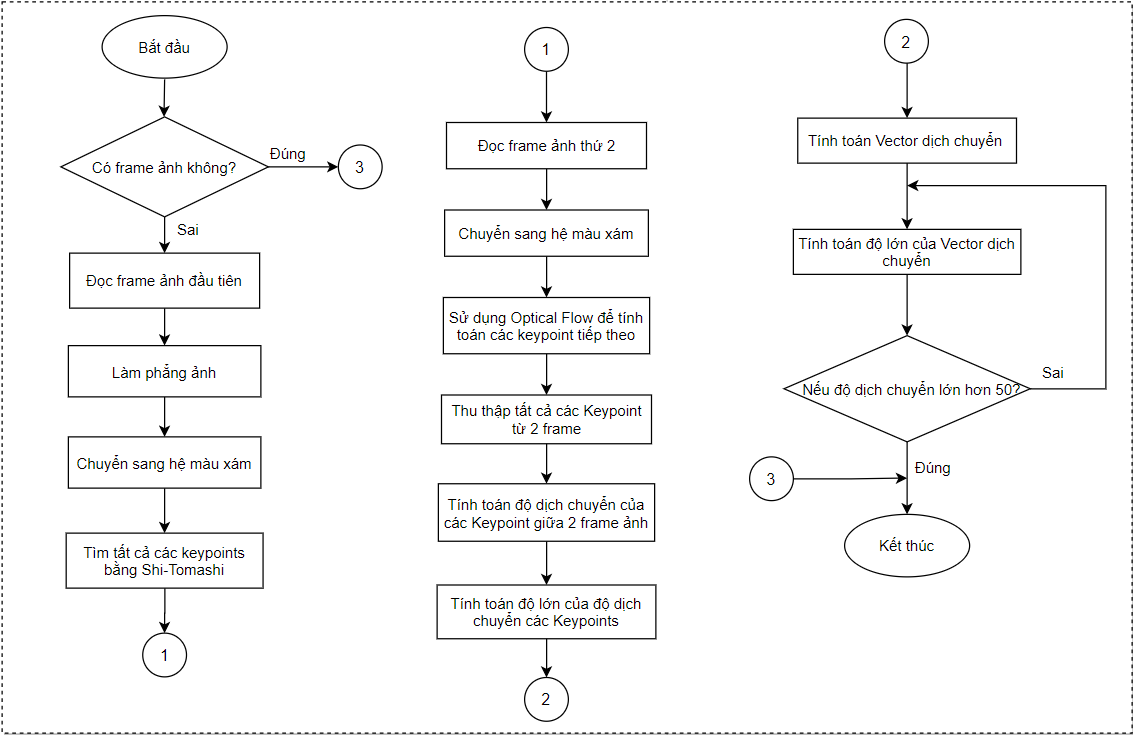 Bắt đầu
Có frame ảnh không?
Đúng
3
Sai
Đọc frame ảnh đầu tiên
Làm phẳng ảnh
Chuyển sang hệ màu xám
Tìm tất cả các keypoints
bằng Shi-Tomashi
1
1
Đọc frame ảnh thứ 2
Chuyển sang hệ màu xám
Sử dụng Optical Flow để tính
toán các keypoint tiếp theo
Thu thập tất cả các Keypoint
từ 2 frame
Tính toán độ dịch chuyển của
các Keypoint giữa 2 frame ảnh
Tính toán độ lớn của độ dịch
chuyển các Keypoints
2
2
Tính toán Vector dịch chuyển
Tính toán độ lớn của Vector dịch
chuyển
Nếu độ dịch chuyển lớn hơn 50?
Sai
Đúng
3
Kết thúc